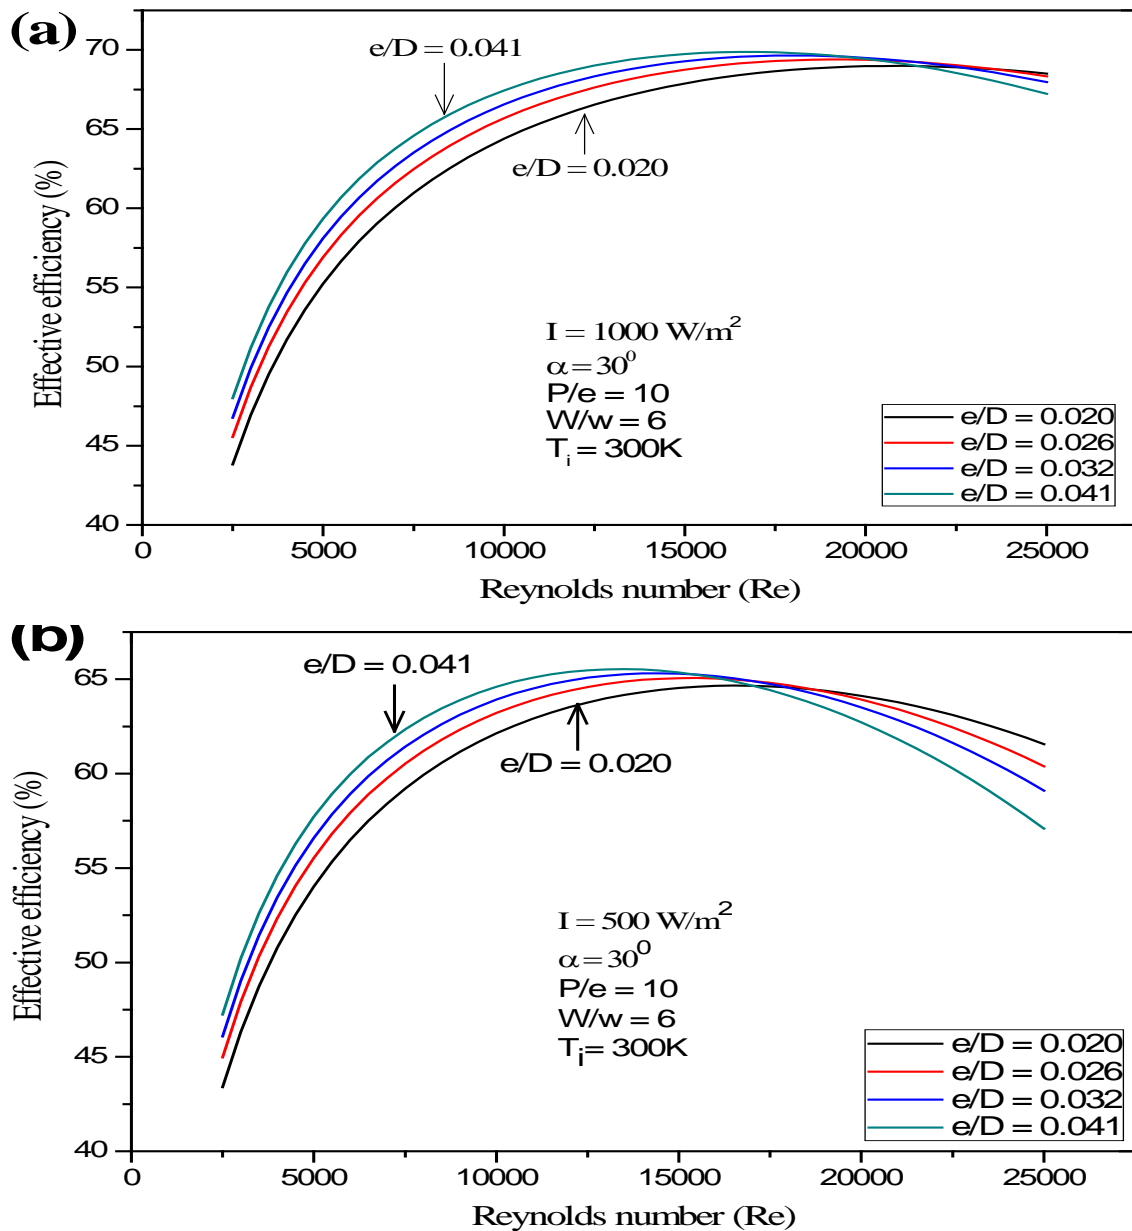 (a)
70
65
60
55
50
45
40
Effective efficiency (%)
e/D = 0.041
e/D = 0.020
I = 1000 W/m²
α = 30⁰
P/e = 10
W/w = 6
Tᵢ = 300K
e/D = 0.020
e/D = 0.026
e/D = 0.032
e/D = 0.041
0 5000 10000 15000 20000 25000
Reynolds number (Re)
(b)
65
60
55
50
45
40
Effective efficiency (%)
e/D = 0.041
e/D = 0.020
I = 500 W/m²
α = 30⁰
P/e = 10
W/w = 6
Tᵢ= 300K
e/D = 0.020
e/D = 0.026
e/D = 0.032
e/D = 0.041
0 5000 10000 15000 20000 25000
Reynolds number (Re)